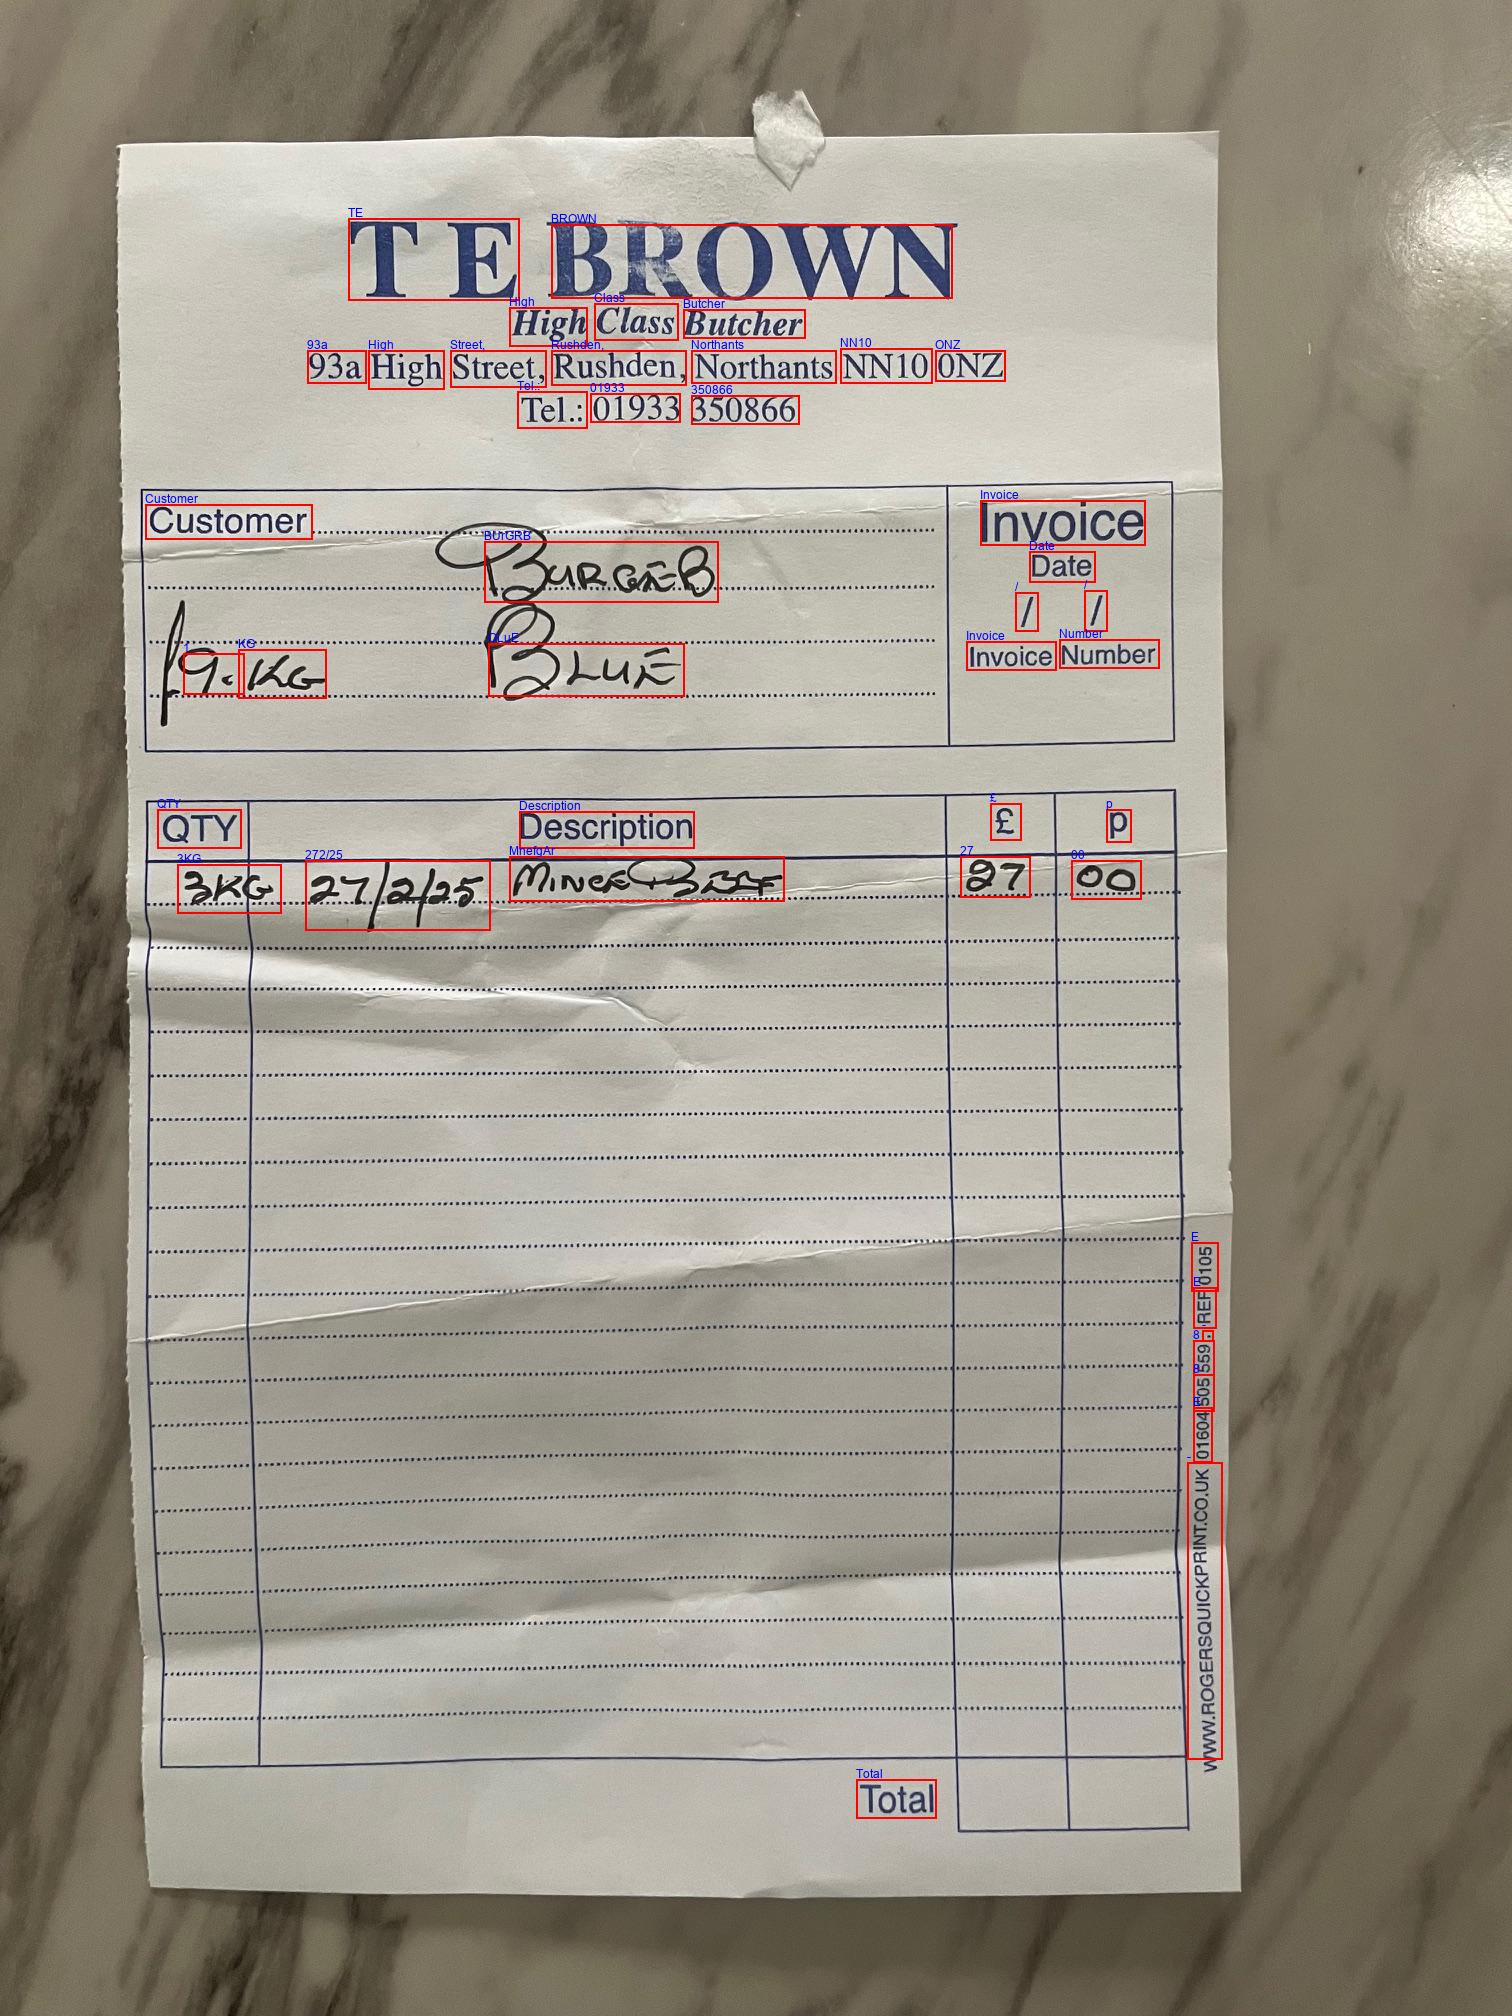 T E BROWN
High Class Butcher
93a High Street, Rushden, Northants NN10 0NZ
Tel.: 01933 350866
Customer
Invoice
Date
/ /
Invoice Number
BURGER
BLUE
£9. KG
QTY Description £ p
3KG 27/2/25 MINCE BEEF 27 00
Total
WWW.ROGERSQUICKPRINT.CO.UK 01604 505 559 . REF 0105